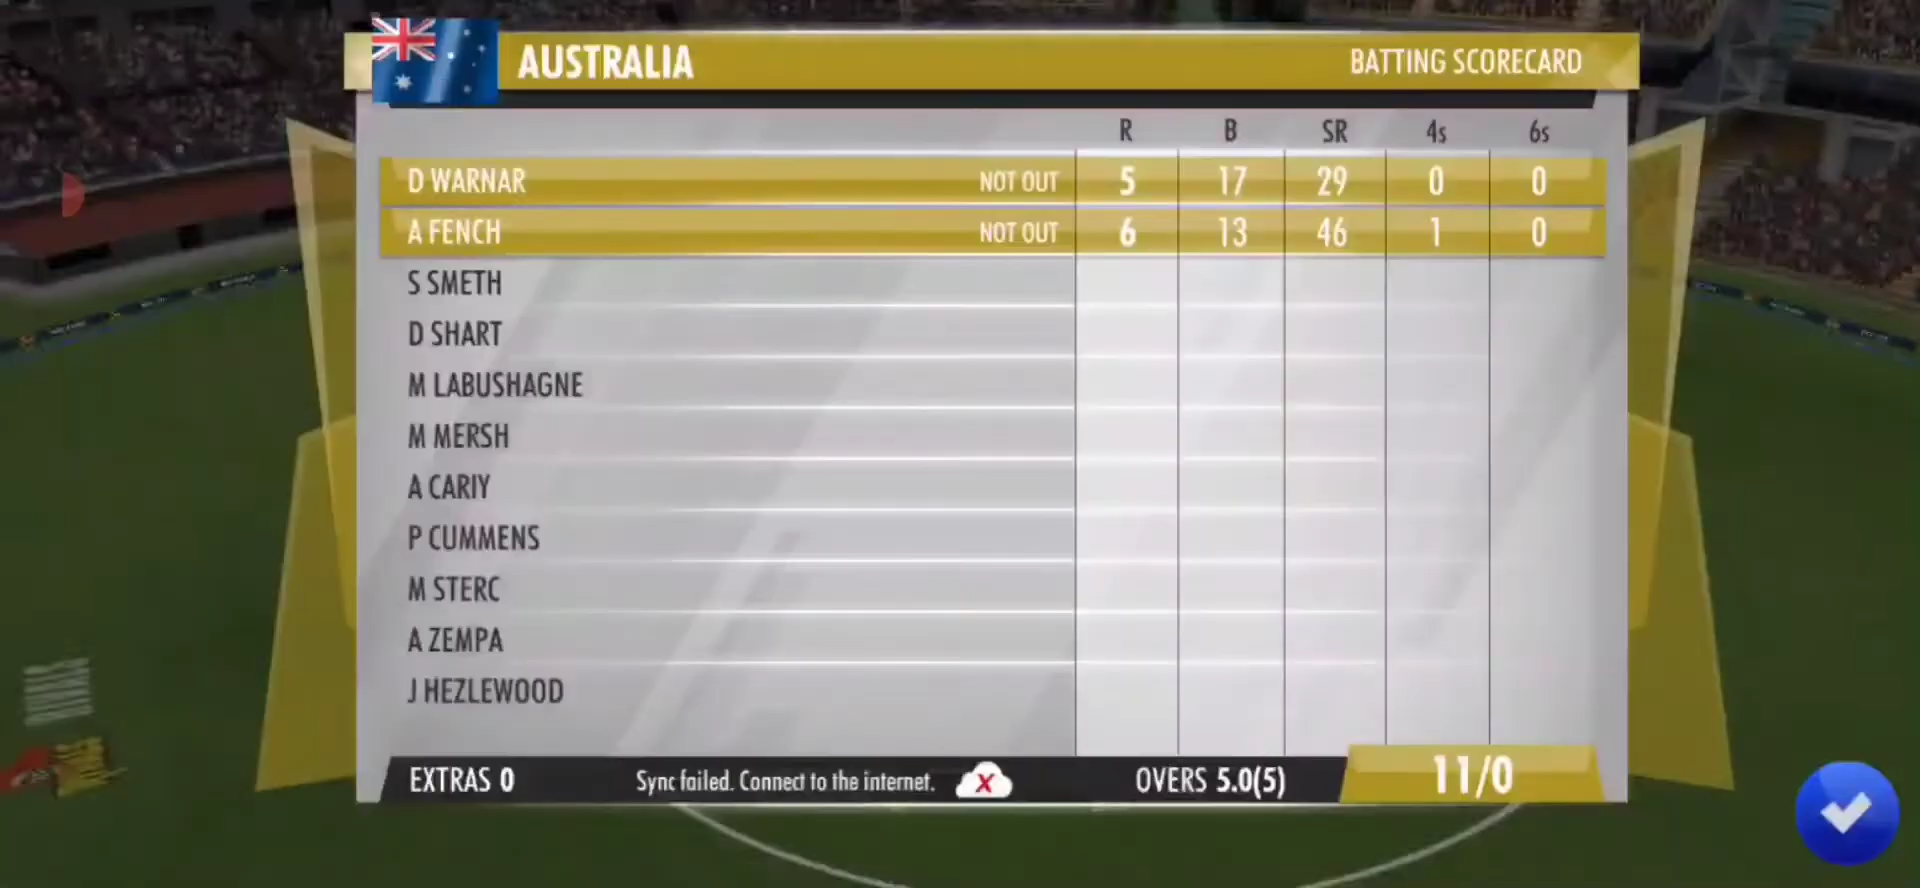 AUSTRALIA BATTING SCORECARD
R B SR 4s 6s
D WARNAR NOT OUT 5 17 29 0 0
A FENCH NOT OUT 6 13 46 1 0
S SMETH
D SHART
M LABUSHAGNE
M MERSH
A CARIY
P CUMMENS
M STERC
A ZEMPA
J HEZLEWOOD
EXTRAS 0 Sync failed. Connect to the internet. X OVERS 5.0(5) 11/0